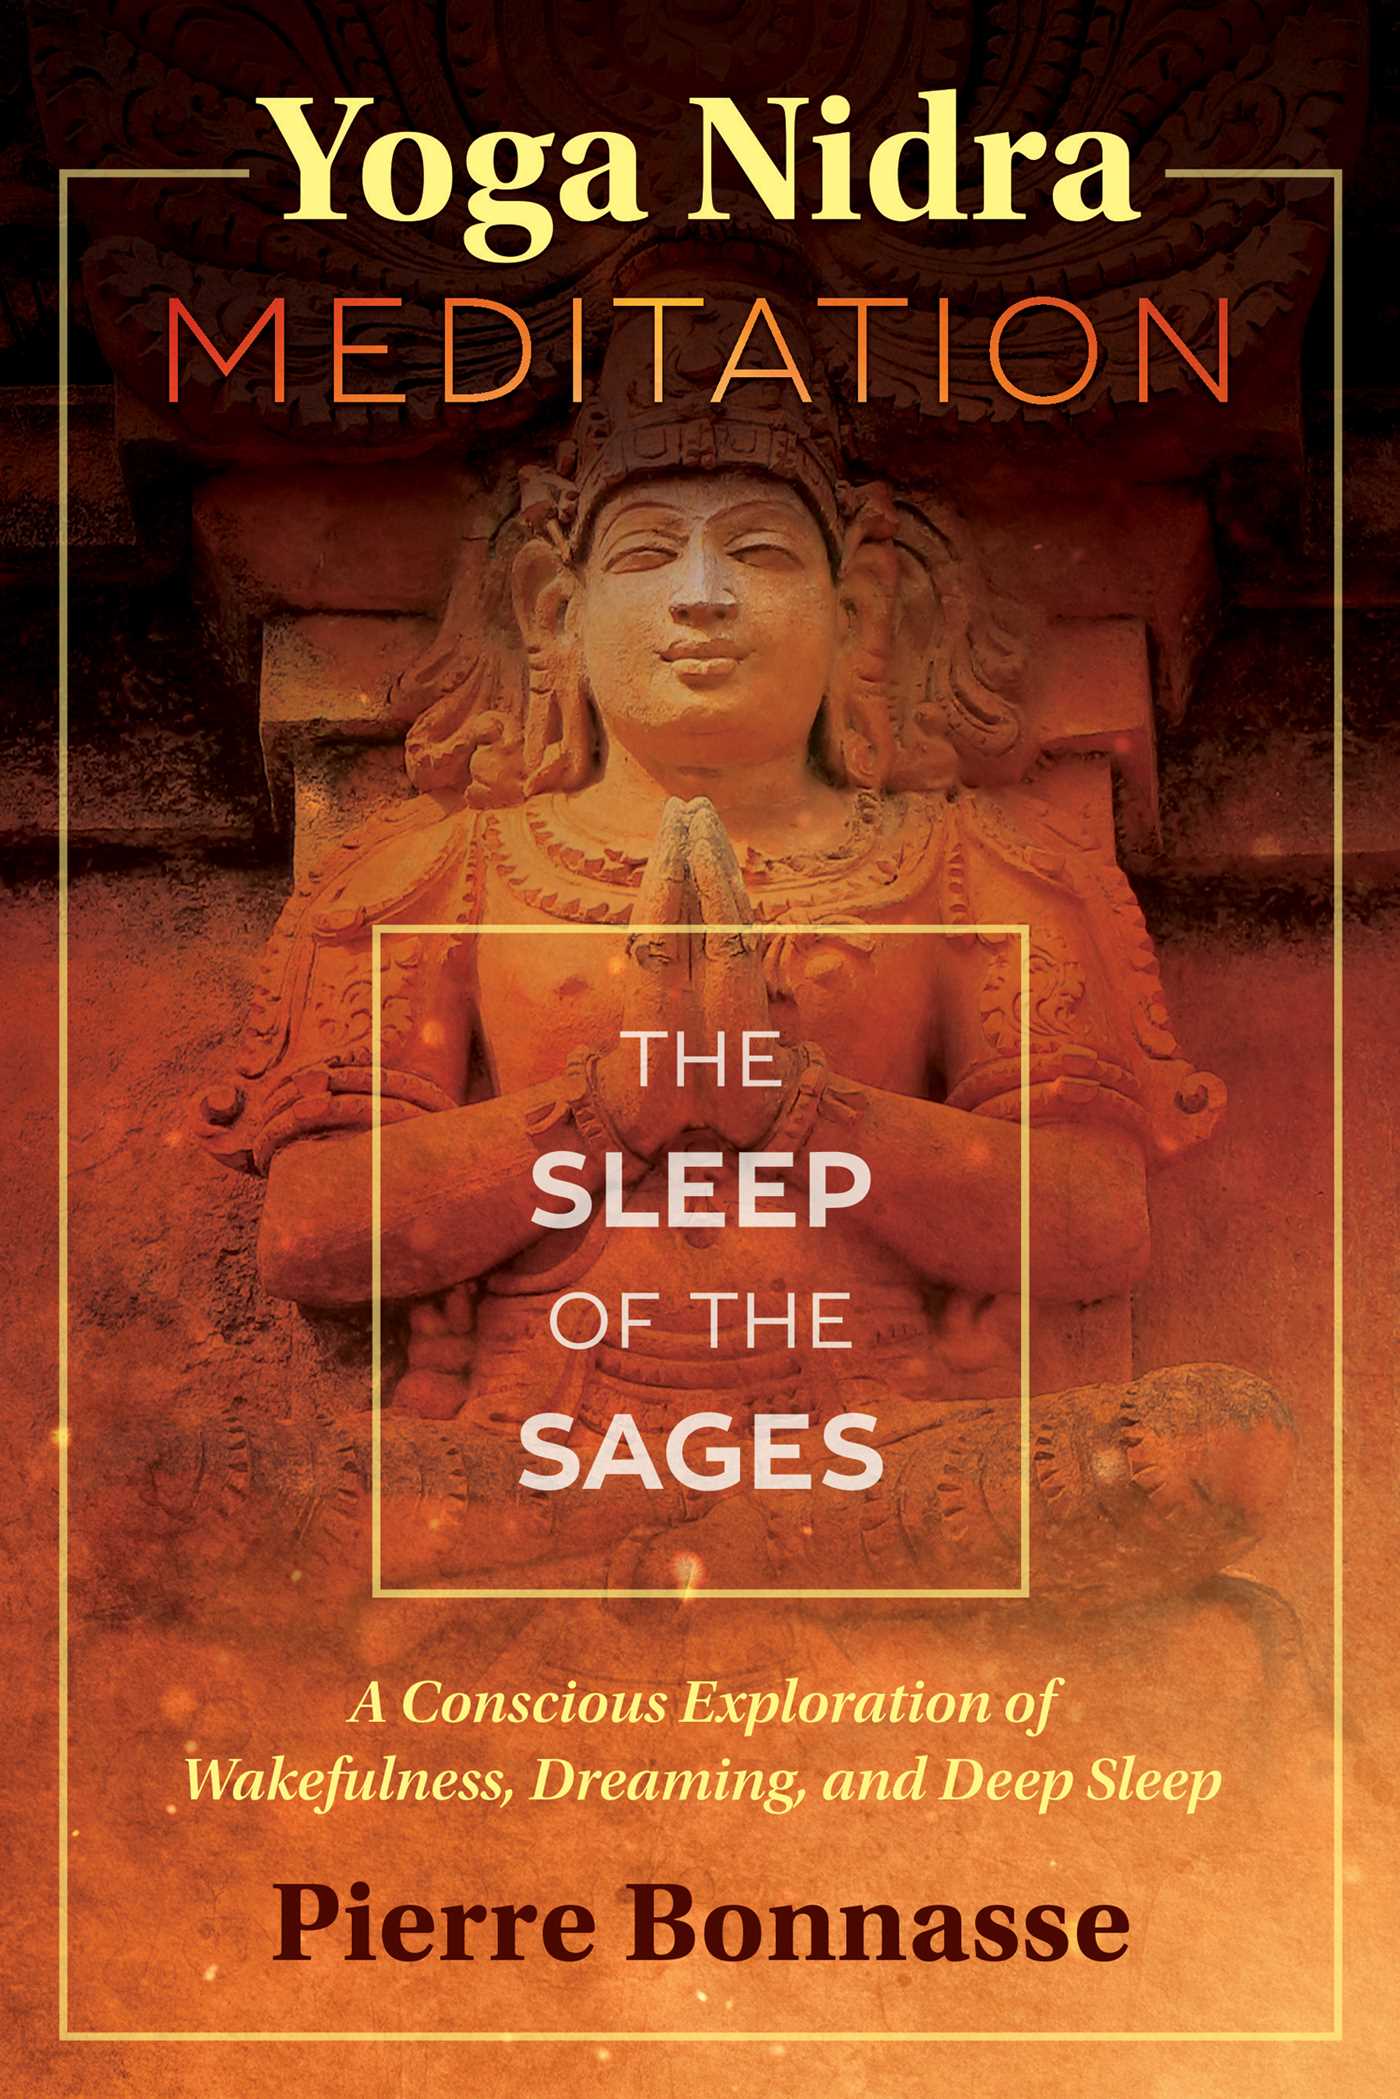 Yoga Nidra
MEDITATION
THE
SLEEP
OF THE
SAGES
A Conscious Exploration of
Wakefulness, Dreaming, and Deep Sleep
Pierre Bonnasse